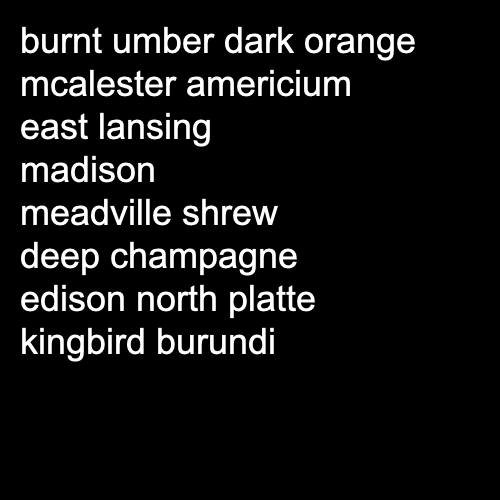 burnt umber dark orange
mcalester americium
east lansing
madison
meadville shrew
deep champagne
edison north platte
kingbird burundi